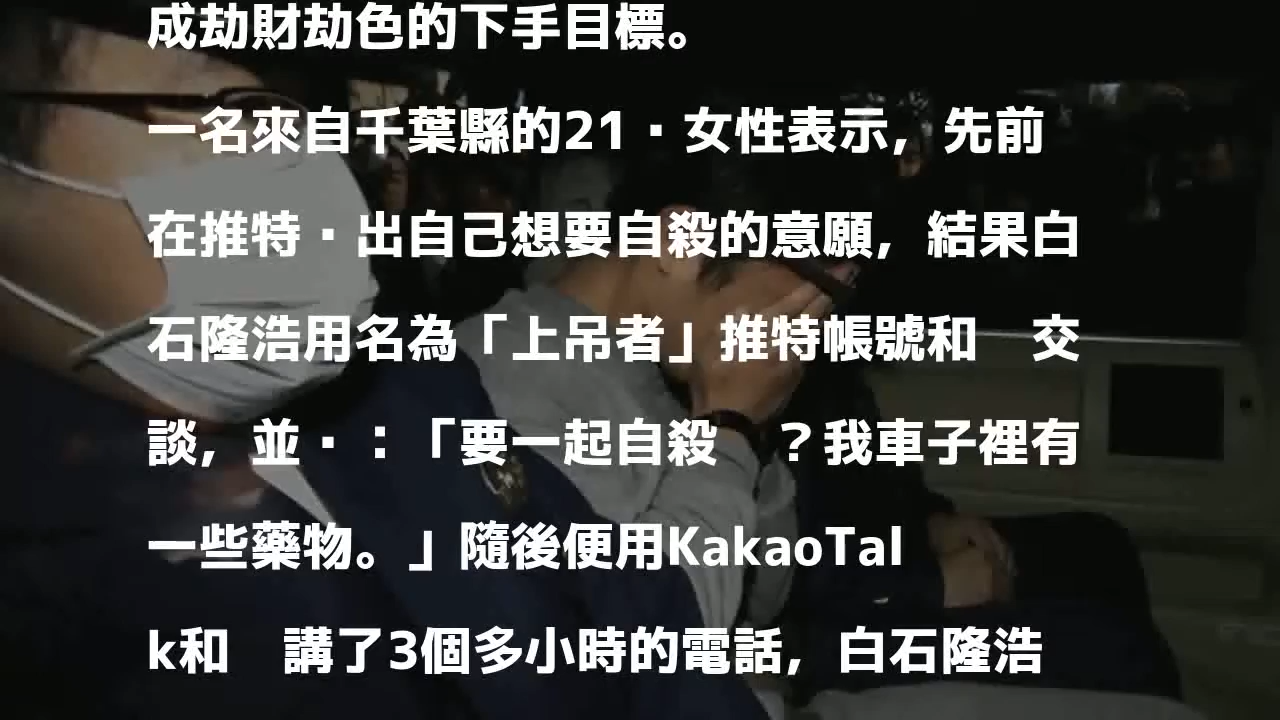 成劫財劫色的下手目標。
一名來自千葉縣的21·女性表示，先前
在推特·出自己想要自殺的意願，結果白
石隆浩用名為「上吊者」推特帳號和　交
談，並·：「要一起自殺　？我車子裡有
一些藥物。」隨後便用KakaoTal
k和　講了3個多小時的電話，白石隆浩